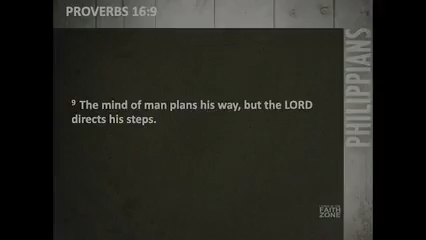 PROVERBS 16:9
PHILIPPIANS
9 The mind of man plans his way, but the LORD
directs his steps.
FAITH
ZONE